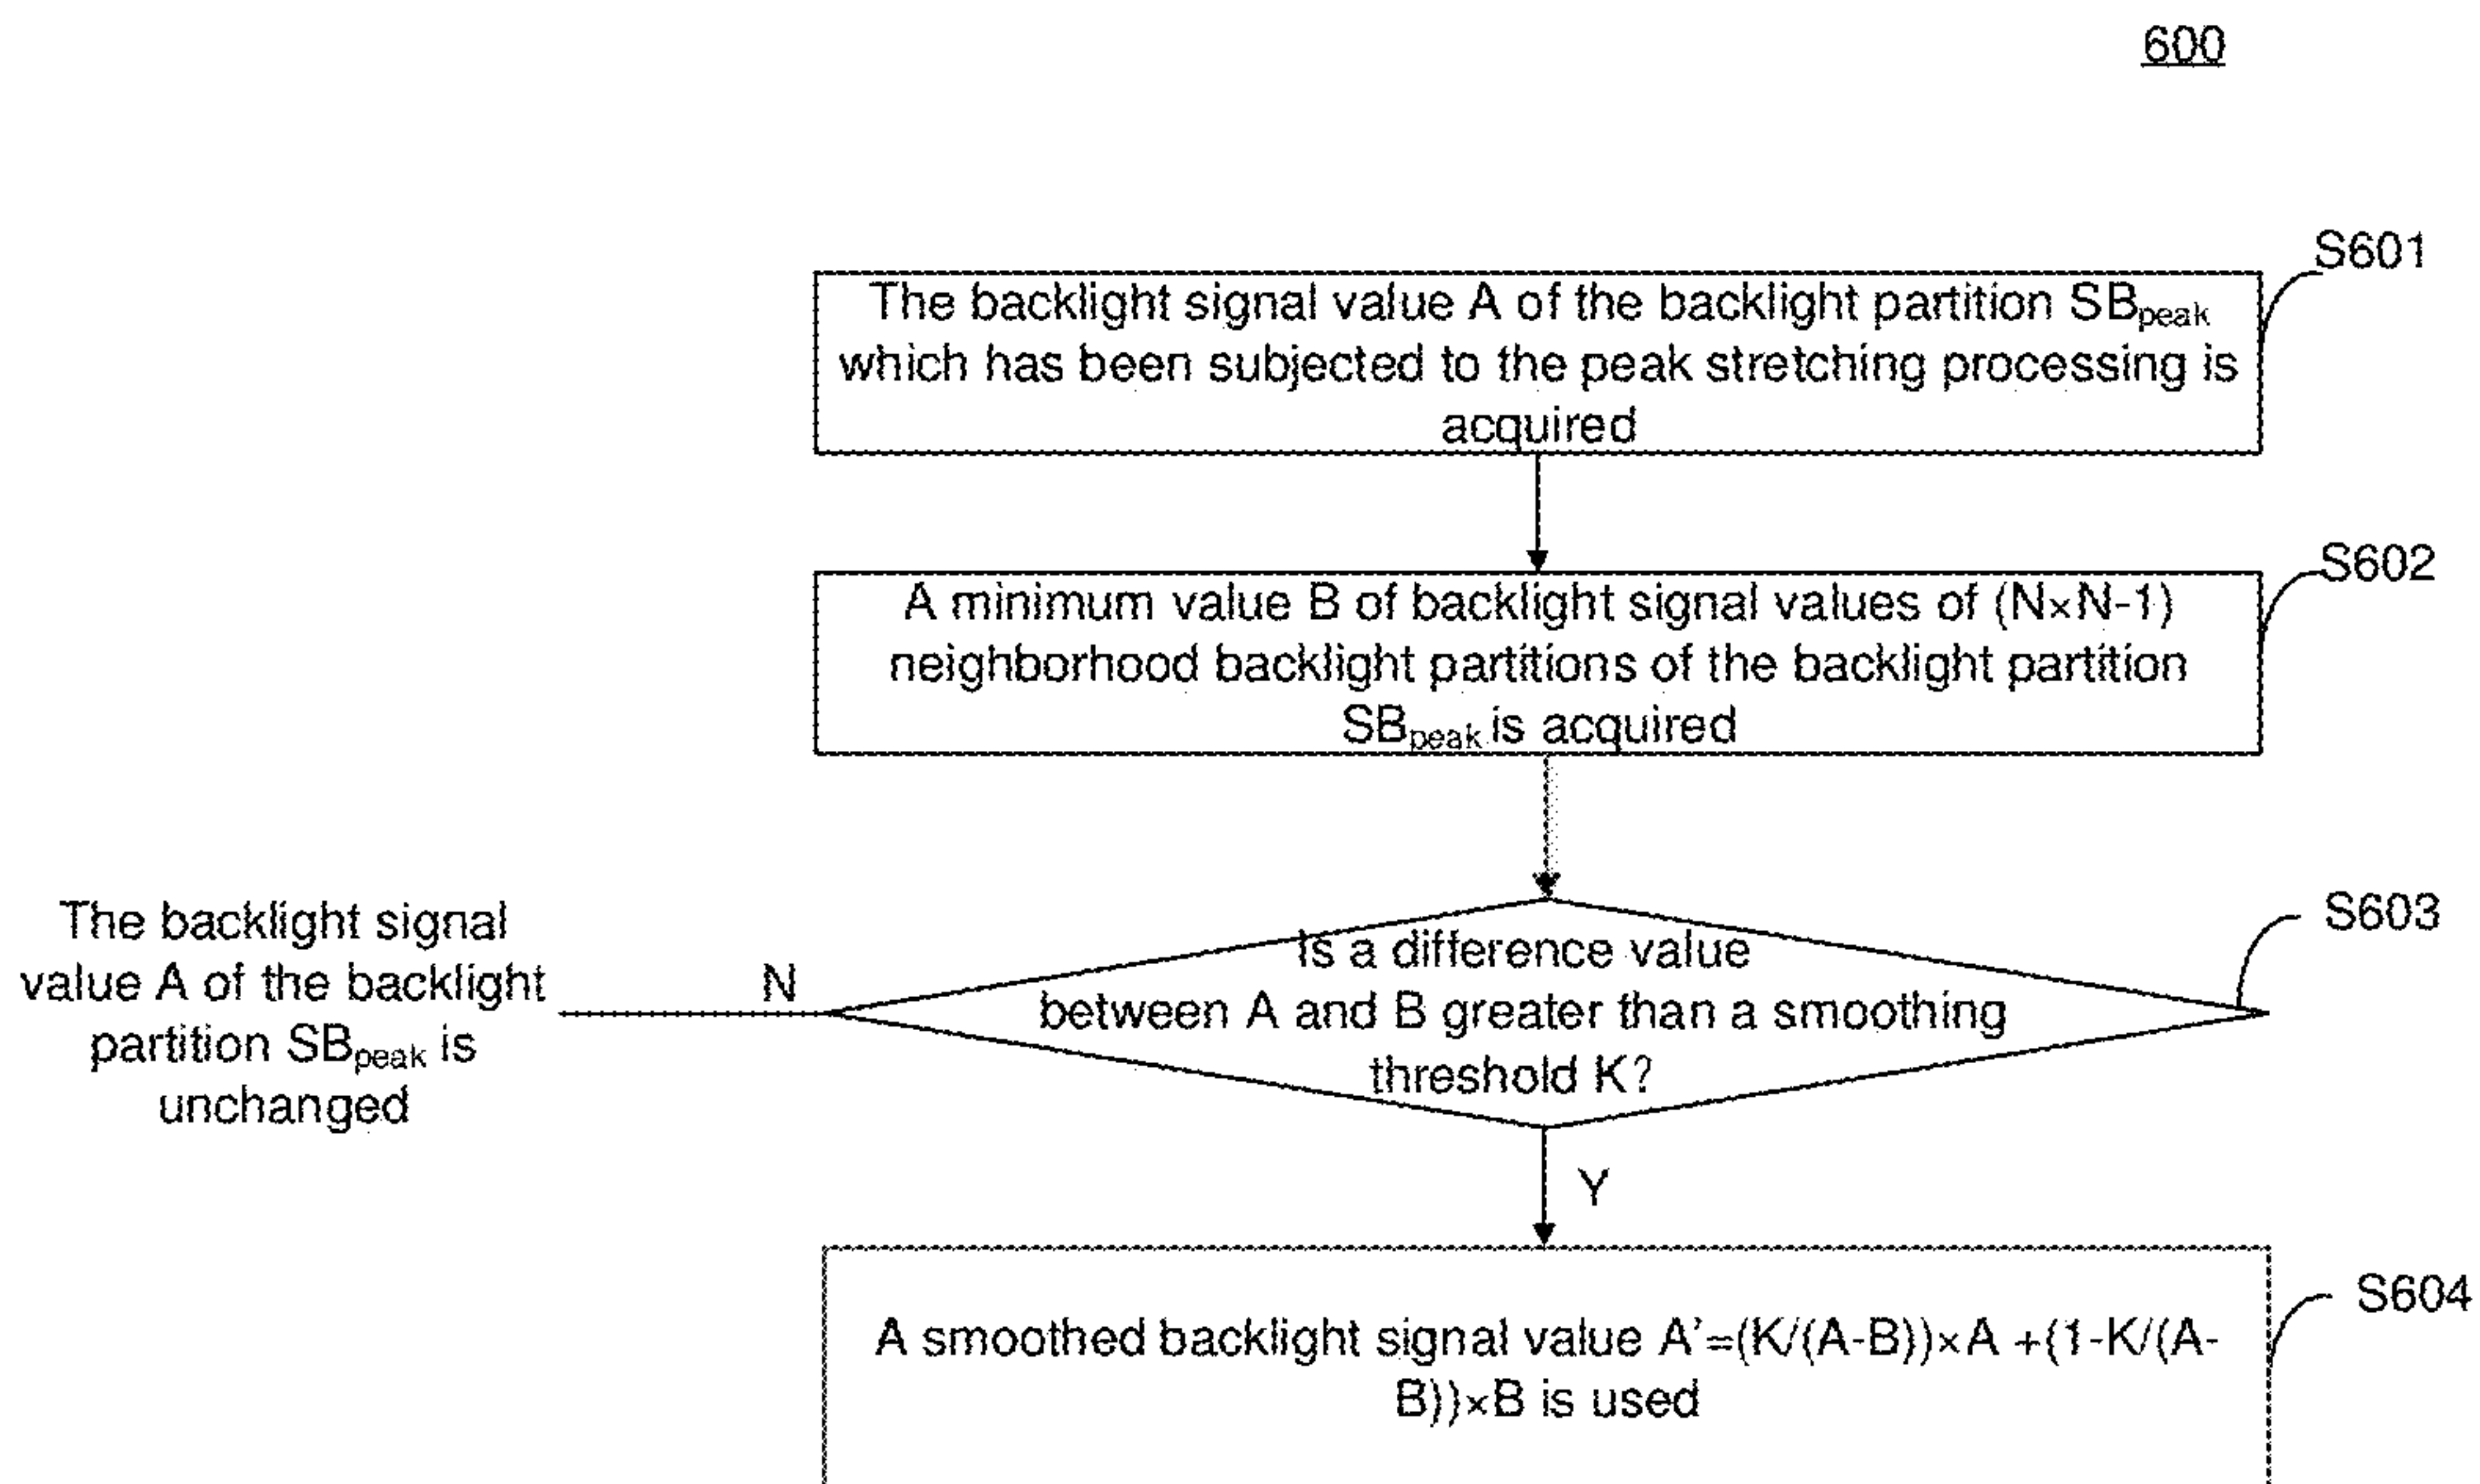 600
S601
The backlight signal value A of the backlight partition SBpeak
which has been subjected to the peak stretching processing is
acquired
S602
A minimum value B of backlight signal values of (N×N-1)
neighborhood backlight partitions of the backlight partition
SBpeak is acquired
S603
Is a difference value
between A and B greater than a smoothing
threshold K?
N
The backlight signal
value A of the backlight
partition SBpeak is
unchanged
Y
S604
A smoothed backlight signal value A'=(K/(A-B))×A +(1-K/(A-
B))×B is used